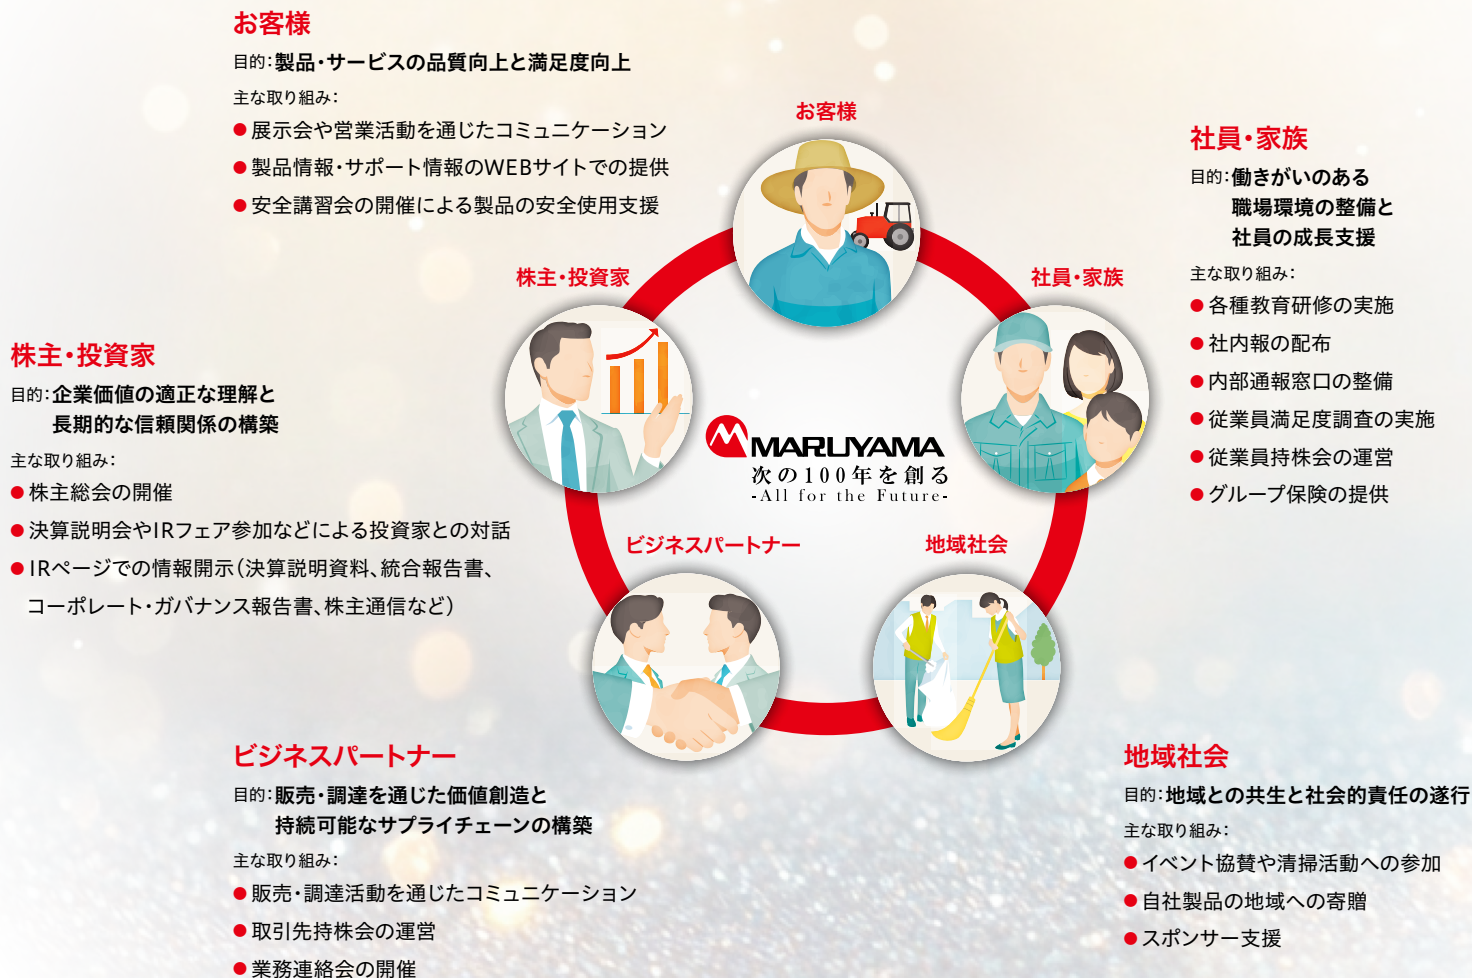 お客様
目的:製品・サービスの品質向上と満足度向上
主な取り組み:
●展示会や営業活動を通じたコミュニケーション
●製品情報・サポート情報のWEBサイトでの提供
●安全講習会の開催による製品の安全使用支援
お客様
株主・投資家
社員・家族
社員・家族
目的:働きがいのある
職場環境の整備と
社員の成長支援
主な取り組み:
●各種教育研修の実施
●社内報の配布
●内部通報窓口の整備
●従業員満足度調査の実施
●従業員持株会の運営
●グループ保険の提供
株主・投資家
目的:企業価値の適正な理解と
長期的な信頼関係の構築
主な取り組み:
●株主総会の開催
●決算説明会やIRフェア参加などによる投資家との対話
●IRページでの情報開示(決算説明資料、統合報告書、
コーポレート・ガバナンス報告書、株主通信など)
MARUYAMA
次の100年を創る
-All for the Future-
ビジネスパートナー
地域社会
ビジネスパートナー
目的:販売・調達を通じた価値創造と
持続可能なサプライチェーンの構築
主な取り組み:
●販売・調達活動を通じたコミュニケーション
●取引先持株会の運営
●業務連絡会の開催
地域社会
目的:地域との共生と社会的責任の遂行
主な取り組み:
●イベント協賛や清掃活動への参加
●自社製品の地域への寄贈
●スポンサー支援